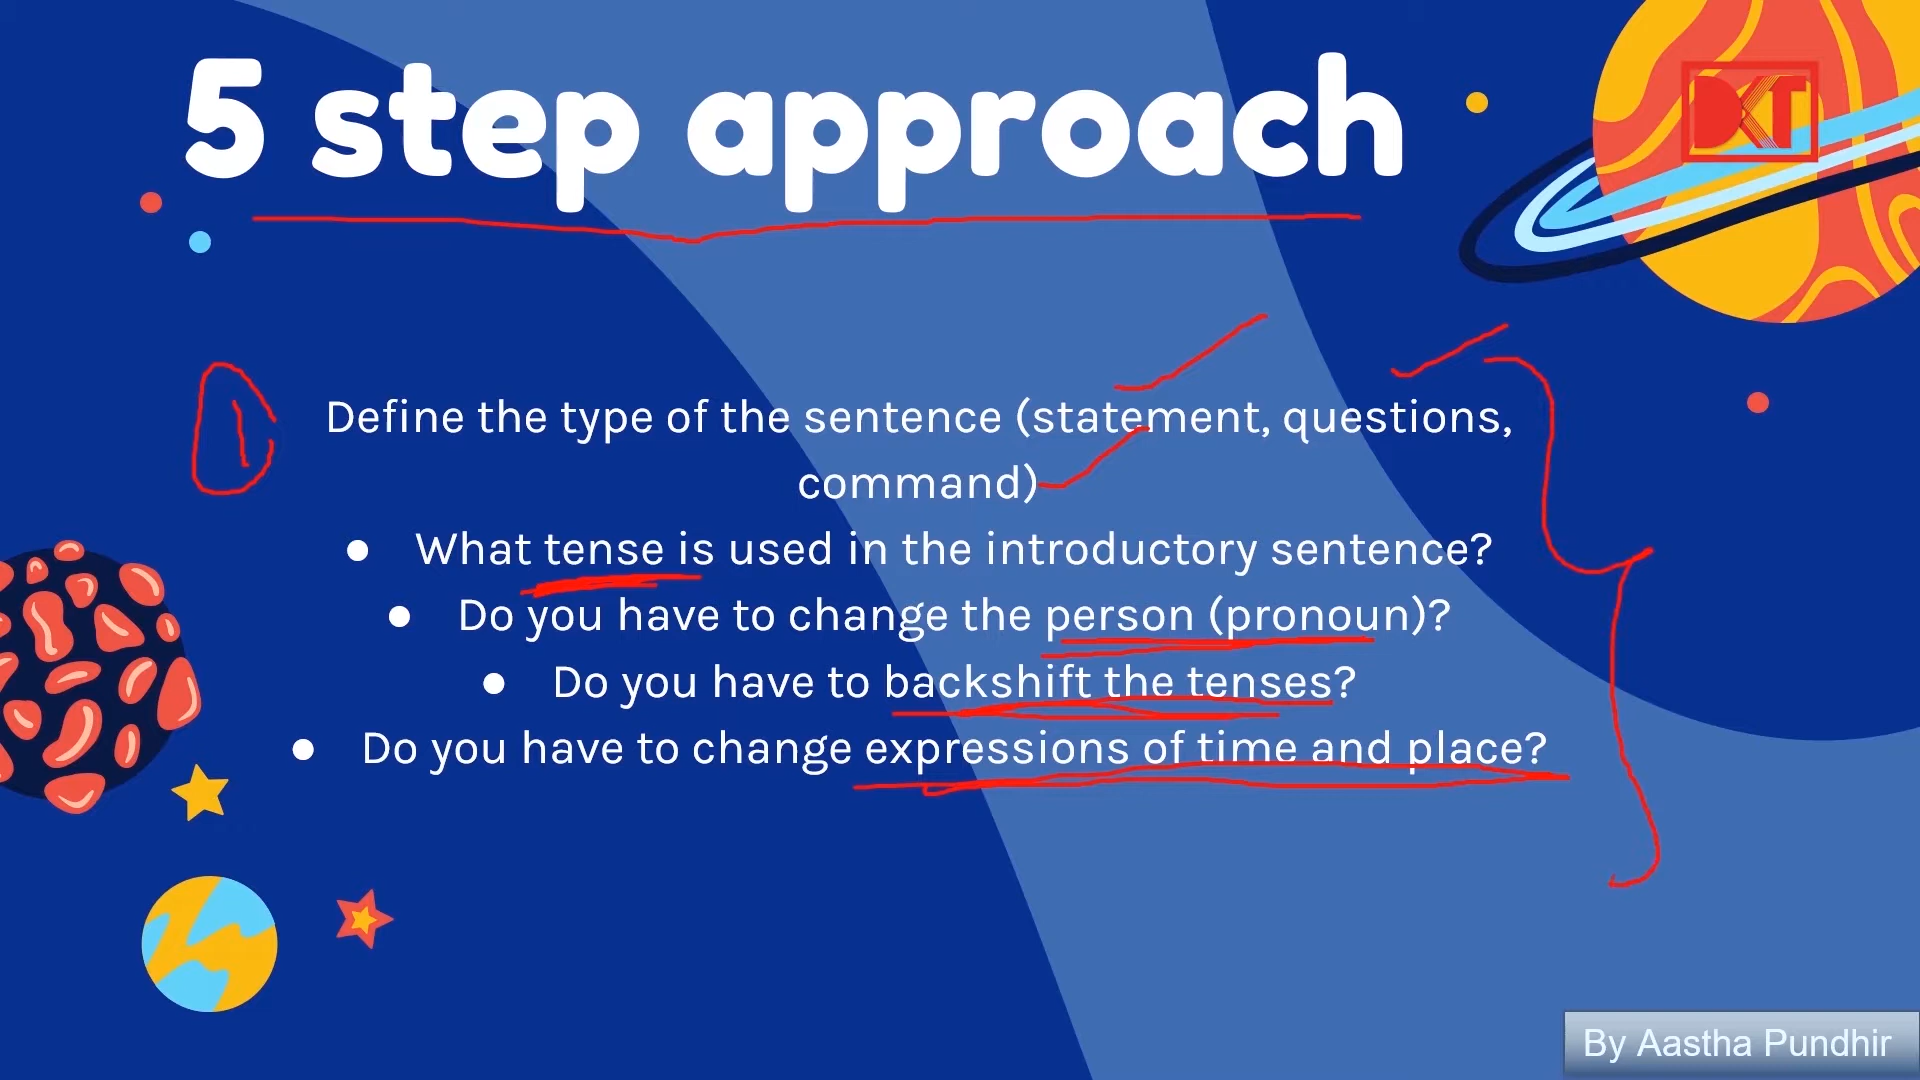 5 step approach
DKT
1
Define the type of the sentence (statement, questions,
command)
● What tense is used in the introductory sentence?
● Do you have to change the person (pronoun)?
● Do you have to backshift the tenses?
● Do you have to change expressions of time and place?
By Aastha Pundhir